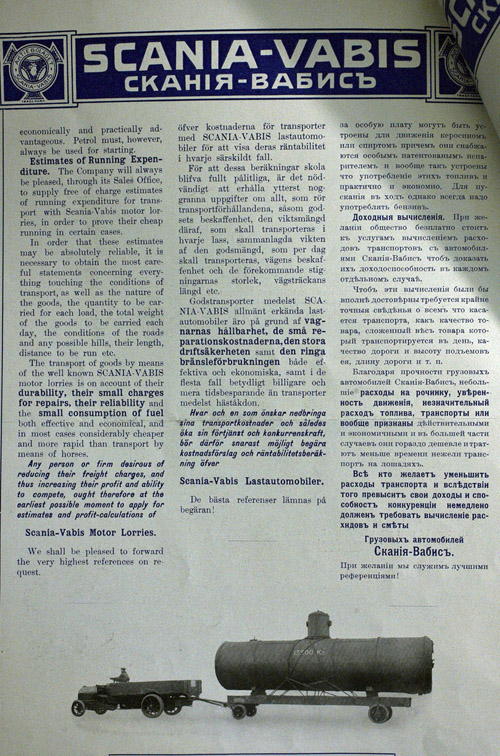 SCANIA-VABIS
СКАНІЯ-ВАБИСЪ
economically and practically ad-
vantageous. Petrol must, however,
always be used for starting.
Estimates of Running Expen-
diture. The Company will always
be pleased, through its Sales Office,
to supply free of charge estimates
of running expenditure for trans-
port with Scania-Vabis motor lor-
ries, in order to prove their cheap
running in certain cases.
In order that these estimates
may be absolutely reliable, it is
necessary to obtain the most care-
ful statements concerning every-
thing touching the conditions of
transport, as well as the nature of
the goods, the quantity to be car-
ried for each load, the total weight
of the goods to be carried each
day, the conditions of the roads
and any possible hills, their length,
distance to be run etc.
The transport of goods by means
of the well known SCANIA-VABIS
motor lorries is on account of their
durability, their small charges
for repairs, their reliability and
the small consumption of fuel
both effective and economical, and
in most cases considerably cheaper
and more rapid than transport by
means of horses.
Any person or firm desirous of
reducing their freight charges, and
thus increasing their profit and ability
to compete, ought therefore at the
earliest possible moment to apply for
estimates and profit-calculations of
Scania-Vabis Motor Lorries.
We shall be pleased to forward
the very highest references on re-
quest.
öfver kostnaderna för transporter
med SCANIA-VABIS lastautomo-
biler för att visa deras räntabilitet
i hvarje särskildt fall.
För att dessa beräkningar skola
blifva fullt pålitliga, är det nöd-
vändigt att erhålla ytterst nog-
granna uppgifter om allt, som rör
transportförhållandena, såsom god-
sets beskaffenhet, den viktsmängd
däraf, som skall transporteras i
hvarje lass, sammanlagda vikten
af den godsmängd, som per dag
skall transporteras, vägens beskaf-
fenhet och de förekommande stig-
ningarnas storlek, vägsträckans
längd etc.
Godstransporter medelst SCA-
NIA-VABIS allmänt erkända last-
automobiler äro på grund af vag-
narnas hållbarhet, de små re-
parationskostnaderna, den stora
driftsäkerheten samt den ringa
bränsleförbrukningen både ef-
fektiva och ekonomiska, samt i de
flesta fall betydligt billigare och
mera tidsbesparande än transporter
medelst häståkdon.
Hvar och en som önskar nedbringa
sina transportkostnader och således
öka sin förtjänst och konkurrenskraft,
bör därför snarast möjligt begära
kostnadsförslag och räntabilitetsberäk-
ning öfver
Scania-Vabis Lastautomobiler.
De bästa referenser lämnas på
begäran!
за особую плату могутъ быть ус-
троены для движенія керосиномъ
или спиртомъ причемъ они снабжа-
ются особымъ патентованнымъ испа-
рителемъ и вообще такъ устроены
что употребленіе этихъ топливъ и
практично и экономно. Для пу-
сканія въ ходъ однако всегда надо
употреблять бензинъ.
Доходныя вычисленія. При же-
ланіи общество безплатно стоитъ
къ услугамъ вычисленіемъ расхо-
довъ транспортовъ съ автомобиля-
ми Сканія-Вабисъ чтобъ доказать
ихъ доходоспособность въ каждомъ
отдѣльномъ случаѣ.
Чтобъ эти вычисленія были бы
вполнѣ достовѣрны требуется крайне
точныя свѣдѣнья о всемъ что каса-
ется транспорта, какъ качество то-
вара, сложенный вѣсъ товара кото-
рый транспортируется въ день, ка-
чество дороги и высоту подъемовъ
ея, длину дороги и т. п.
Благодаря прочности грузовыхъ
автомобилей Сканія-Вабисъ, неболь-
шіе расходы на рчинку, увѣрен-
ность движенія, незначительный
расходъ топлива, транспорты или
вообще признаны дѣйствительными
и экономичными и въ большей части
случаевъ они гораздо дешевле и трат-
ютъ меньше времени нежели транс-
портъ на лошадяхъ.
Всѣ кто желаетъ уменьшить
расходы транспорта и вслѣдствіи
того превыситъ свои доходы и спо-
собность конкуренціи немедлено
долженъ требовать вычисленіе рас-
хидовъ и смѣты
Грузовыхъ автомобилей
Сканія-Вабисъ.
При желаніи мы служимъ лучшими
референціями!